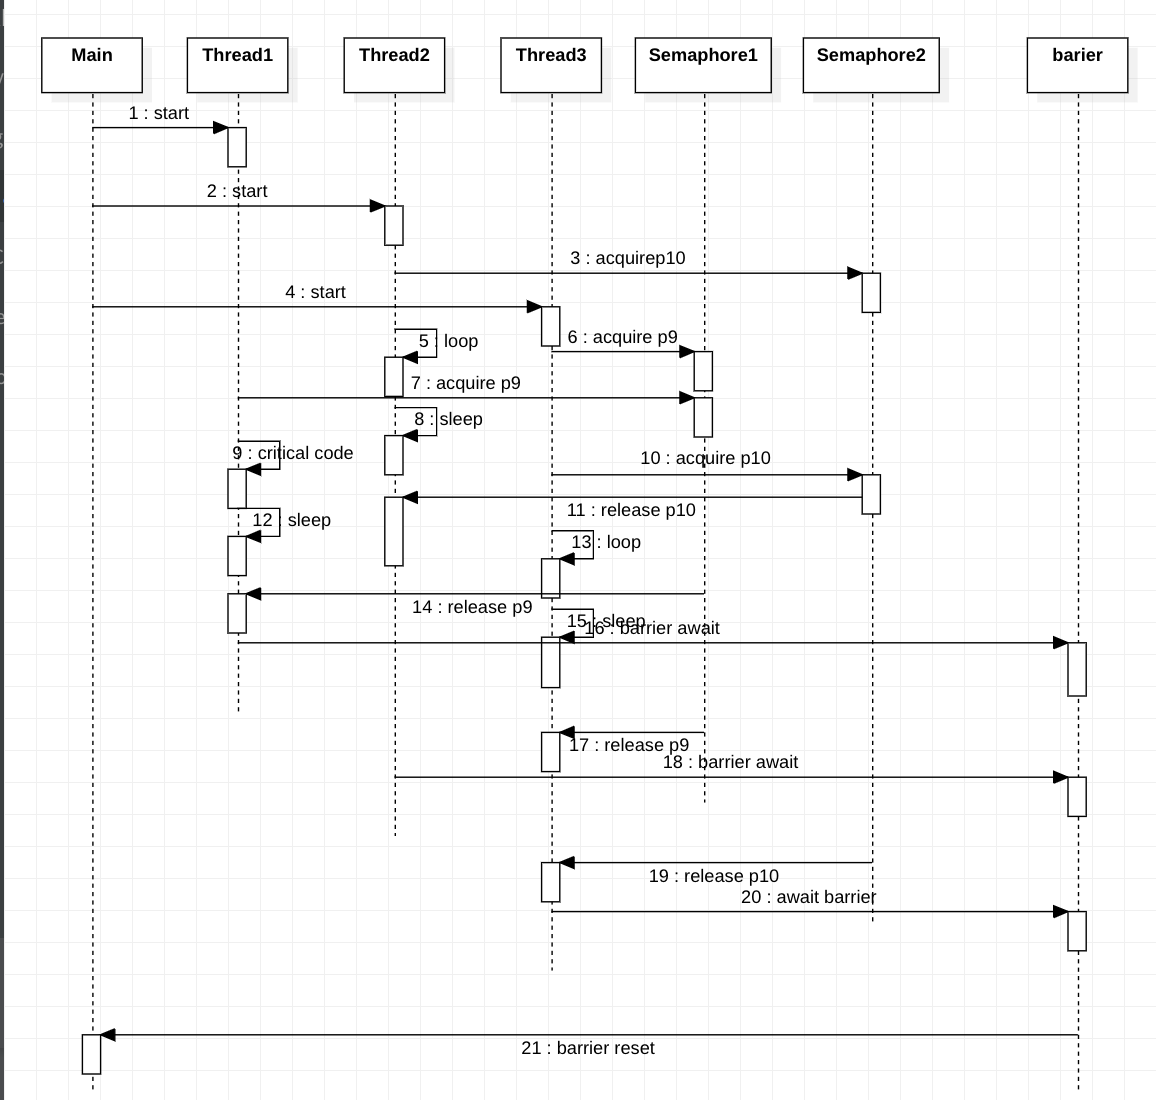 Main
Thread1
Thread2
Thread3
Semaphore1
Semaphore2
barier
1 : start
2 : start
3 : acquirep10
4 : start
5 : loop
6 : acquire p9
7 : acquire p9
8 : sleep
9 : critical code
10 : acquire p10
11 : release p10
12 : sleep
13 : loop
14 : release p9
15 : sleep
16 : barrier await
17 : release p9
18 : barrier await
19 : release p10
20 : await barrier
21 : barrier reset